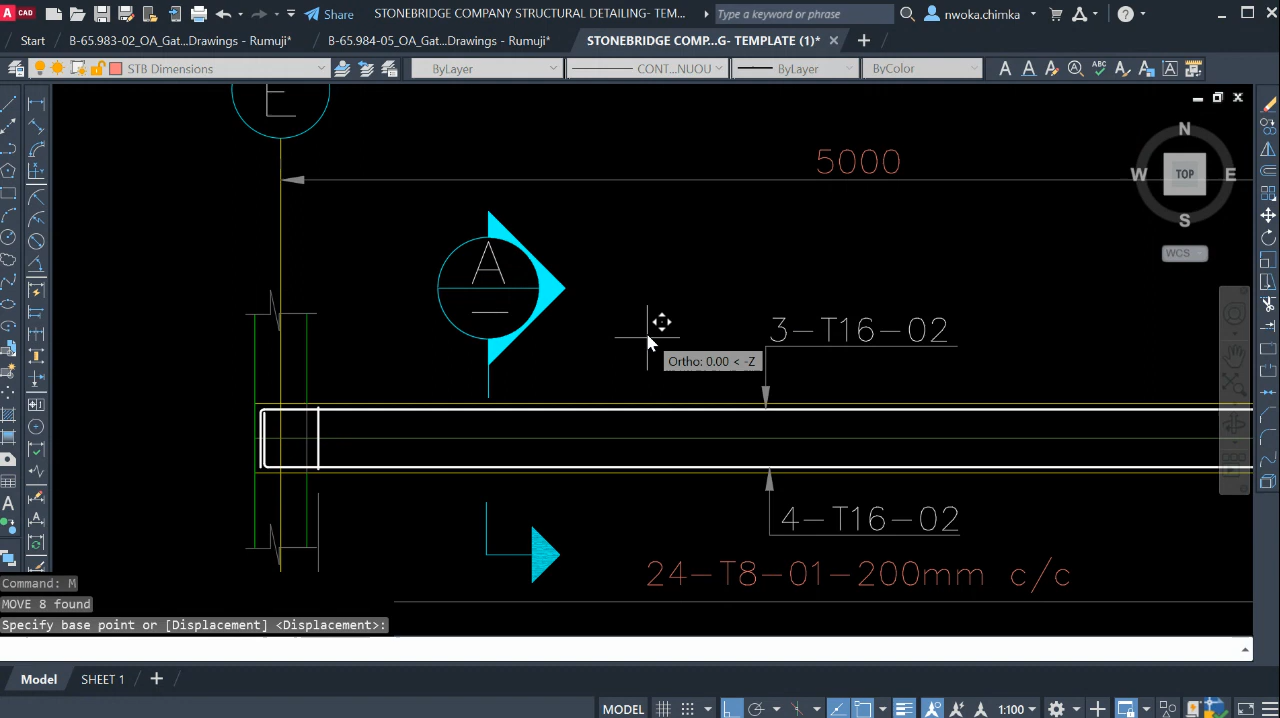 CAD
Share
STONEBRIDGE COMPANY STRUCTURAL DETAILING- TEM...
Type a keyword or phrase
nwoka.chimka
Start
B-65.983-02_OA_Gat...Drawings - Rumuji*
B-65.984-05_OA_Gat...Drawings - Rumuji*
STONEBRIDGE COMP...G- TEMPLATE (1)*
STB Dimensions
ByLayer
CONT...NUOU
ByLayer
ByColor
E
5000
N
W
TOP
E
S
WCS
A
3-T16-02
Ortho: 0.00 < -Z
4-T16-02
24-T8-01-200mm c/c
Command: M
MOVE 8 found
Specify base point or [Displacement] <Displacement>:
Model
SHEET 1
MODEL
1:100